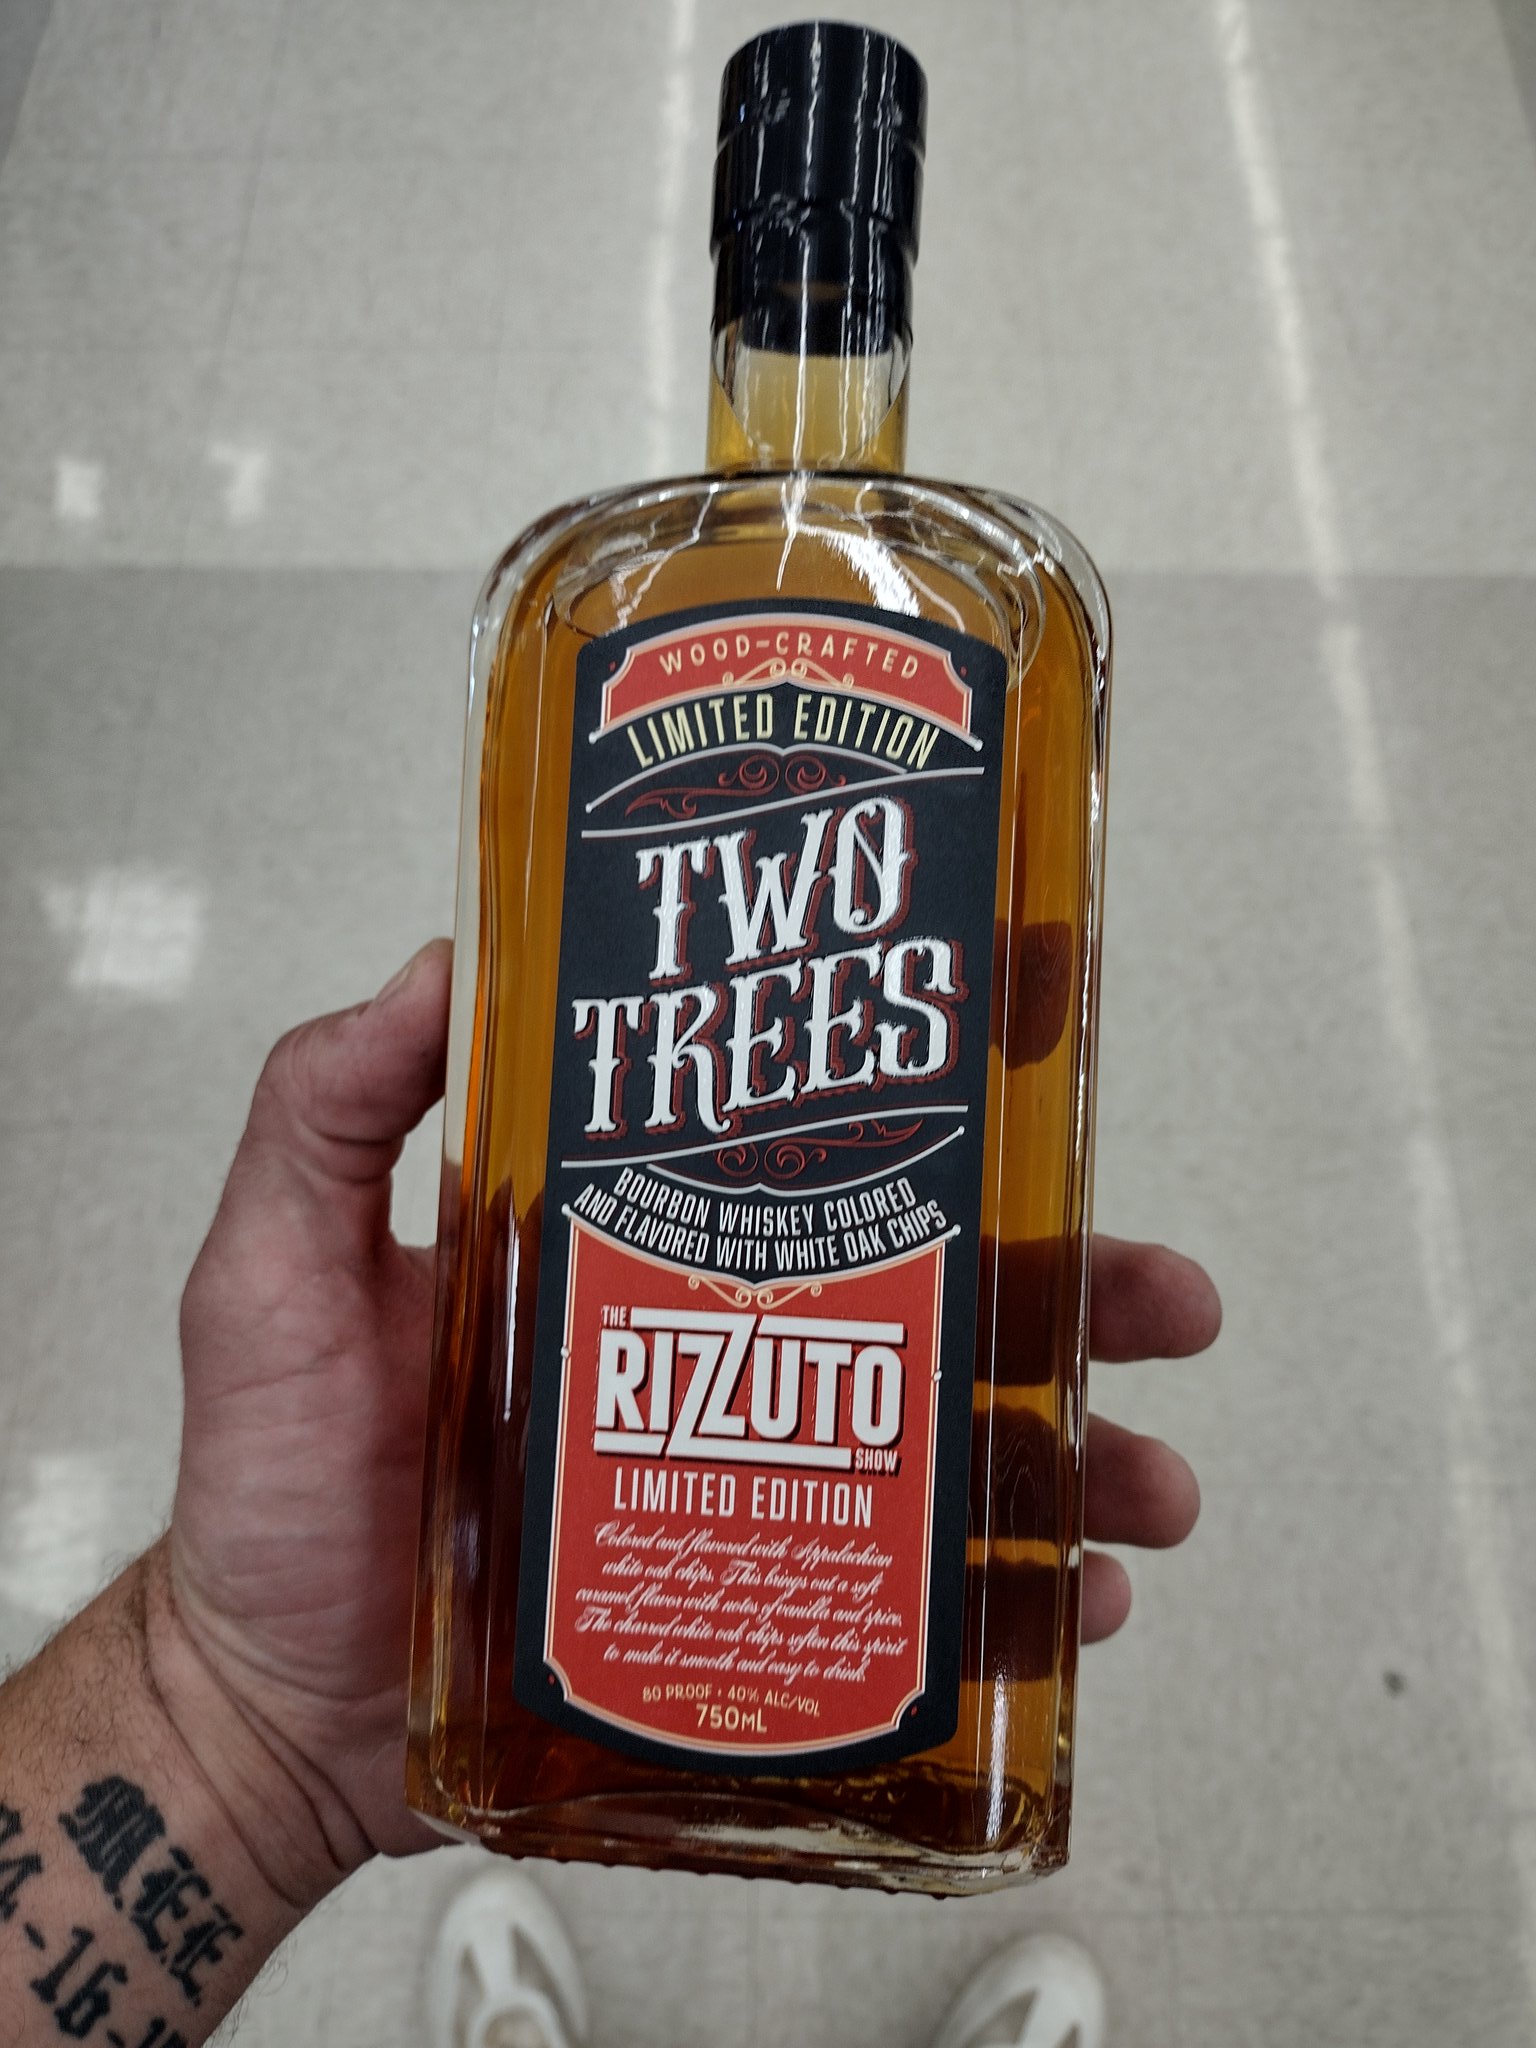 WOOD-CRAFTED
LIMITED EDITION
TWO
TREES
BOURBON WHISKEY COLORED
AND FLAVORED WITH WHITE OAK CHIPS
THE
RIZZUTO
SHOW
LIMITED EDITION
Colored and flavored with Appalachian
white oak chips. This brings out a soft
caramel flavor with notes of vanilla and spice.
The charred white oak chips soften this spirit
to make it smooth and easy to drink.
80 PROOF • 40% ALC/VOL
750ML
M.E.E.
-16-